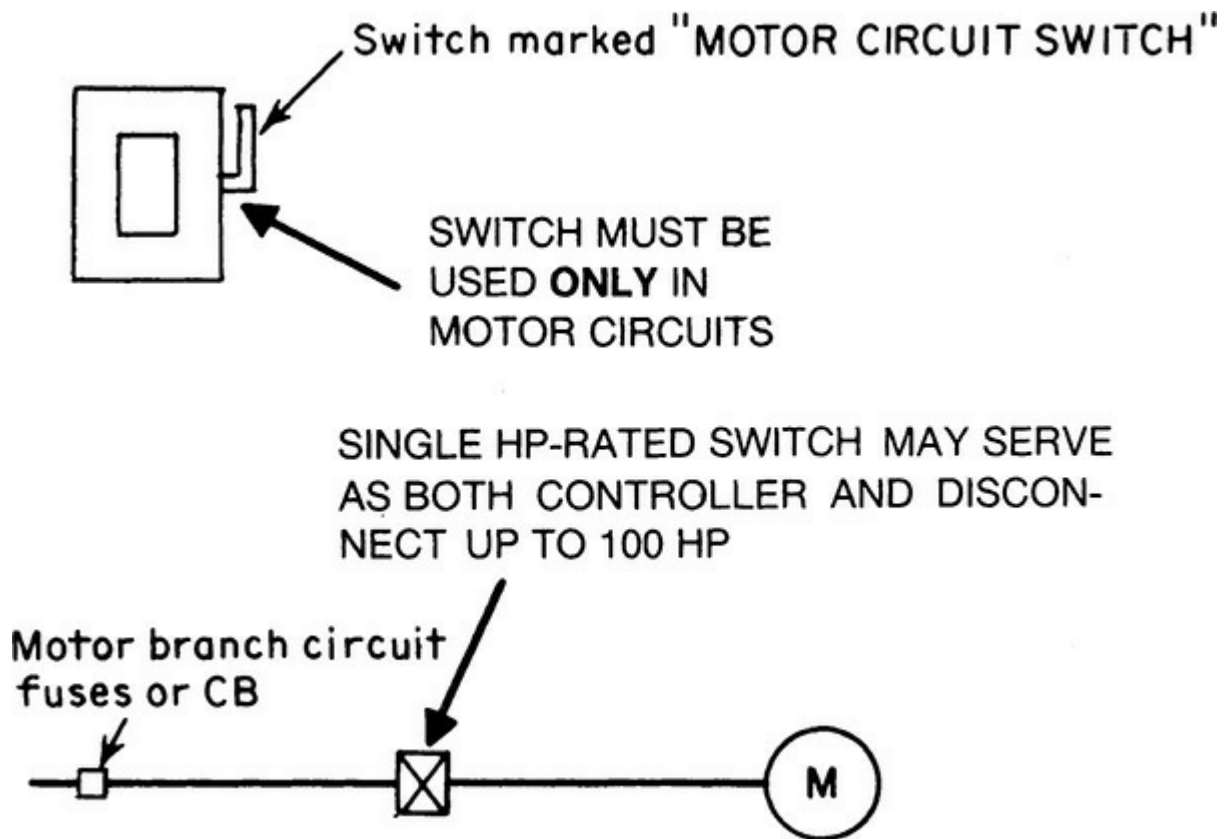 Switch marked "MOTOR CIRCUIT SWITCH"
SWITCH MUST BE
USED ONLY IN
MOTOR CIRCUITS
SINGLE HP-RATED SWITCH MAY SERVE
AS BOTH CONTROLLER AND DISCON-
NECT UP TO 100 HP
Motor branch circuit
fuses or CB
M